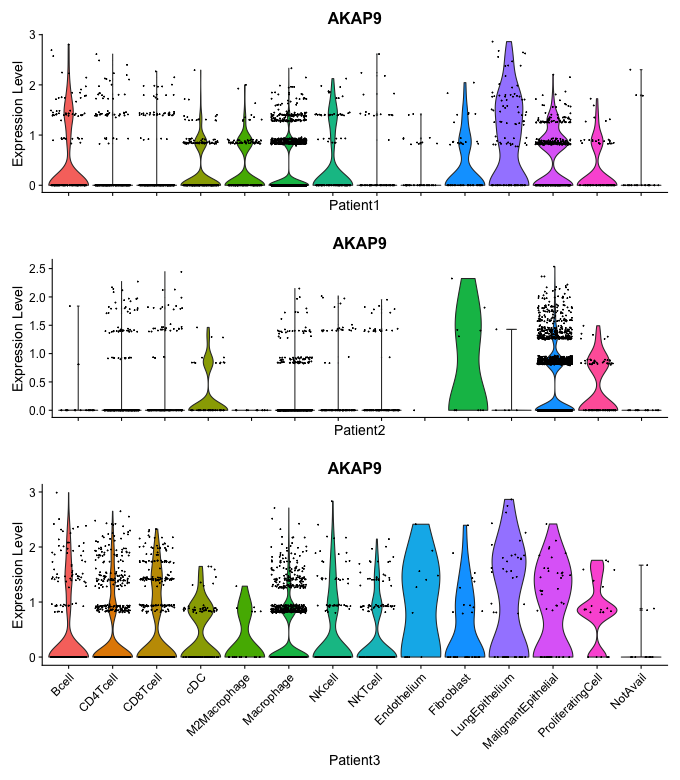 AKAP9
Expression Level
3
2
1
0
Patient1
AKAP9
Expression Level
2.5
2.0
1.5
1.0
0.5
0.0
Patient2
AKAP9
Expression Level
3
2
1
0
Bcell
CD4Tcell
CD8Tcell
cDC
M2Macrophage
Macrophage
NKcell
NKTcell
Endothelium
Fibroblast
LungEpithelium
MalignantEpithelial
ProliferatingCell
NotAvail
Patient3